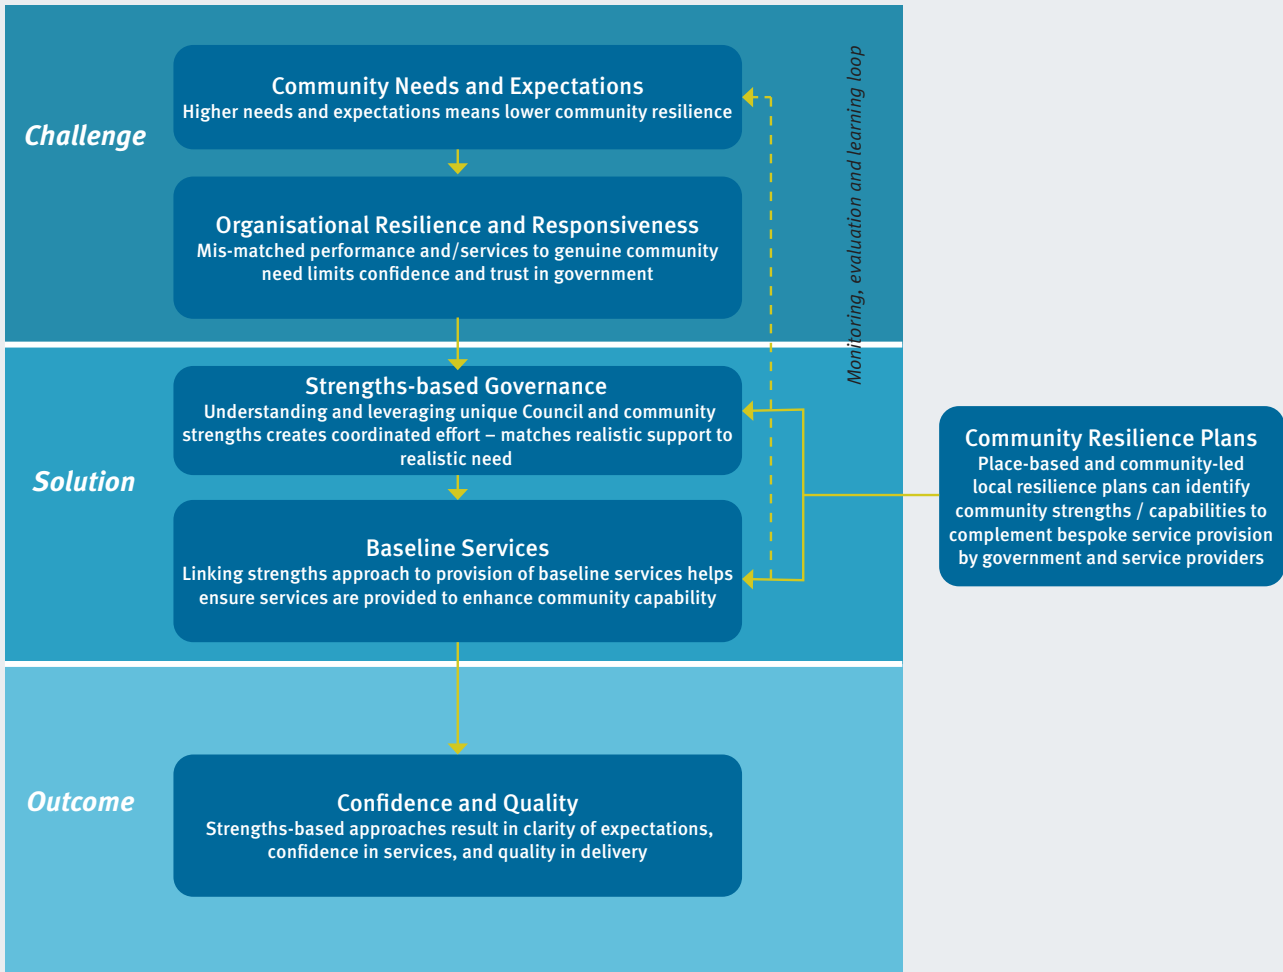 Challenge
Community Needs and Expectations
Higher needs and expectations means lower community resilience
Organisational Resilience and Responsiveness
Mis-matched performance and/services to genuine community
need limits confidence and trust in government
Monitoring, evaluation and learning loop
Solution
Strengths-based Governance
Understanding and leveraging unique Council and community
strengths creates coordinated effort – matches realistic support to
realistic need
Baseline Services
Linking strengths approach to provision of baseline services helps
ensure services are provided to enhance community capability
Community Resilience Plans
Place-based and community-led
local resilience plans can identify
community strengths / capabilities to
complement bespoke service provision
by government and service providers
Outcome
Confidence and Quality
Strengths-based approaches result in clarity of expectations,
confidence in services, and quality in delivery